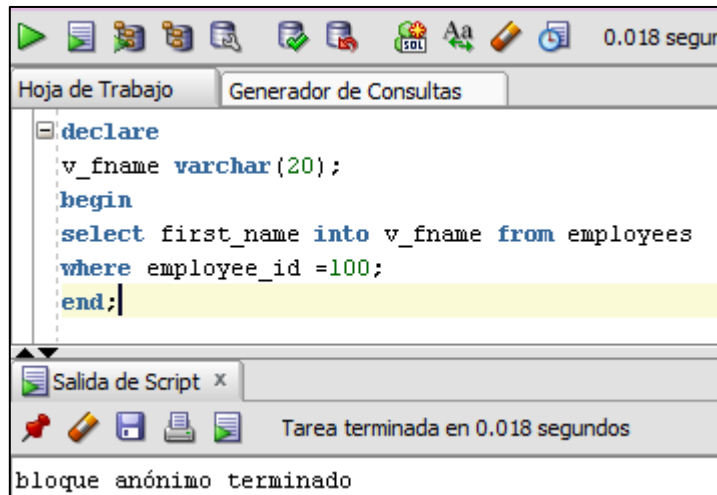 0.018 segun
Hoja de Trabajo Generador de Consultas
declare
v_fname varchar(20);
begin
select first_name into v_fname from employees
where employee_id =100;
end;
Salida de Script x
Tarea terminada en 0.018 segundos
bloque anónimo terminado